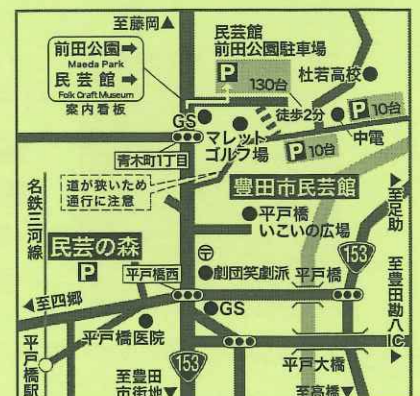 至藤岡▲
前田公園➡
Maeda Park
民芸館➡
Folk Craft Museum
案内看板
民芸館
前田公園駐車場
P
130台
杜若高校
P 10台
徒歩2分
中電
GS
マレット
ゴルフ場
P 10台
青木町1丁目
道が狭いため
通行に注意
名鉄三河線
豊田市民芸館
▶至足助
平戸橋
いこいの広場
民芸の森
P
153
平戸橋西
〒
劇団笑劇派
平戸橋
至豊田勘八IC▶
◀至四郷
GS
平戸橋医院
平戸橋駅
153
平戸大橋
至豊田
市街地▼
至高橋▼